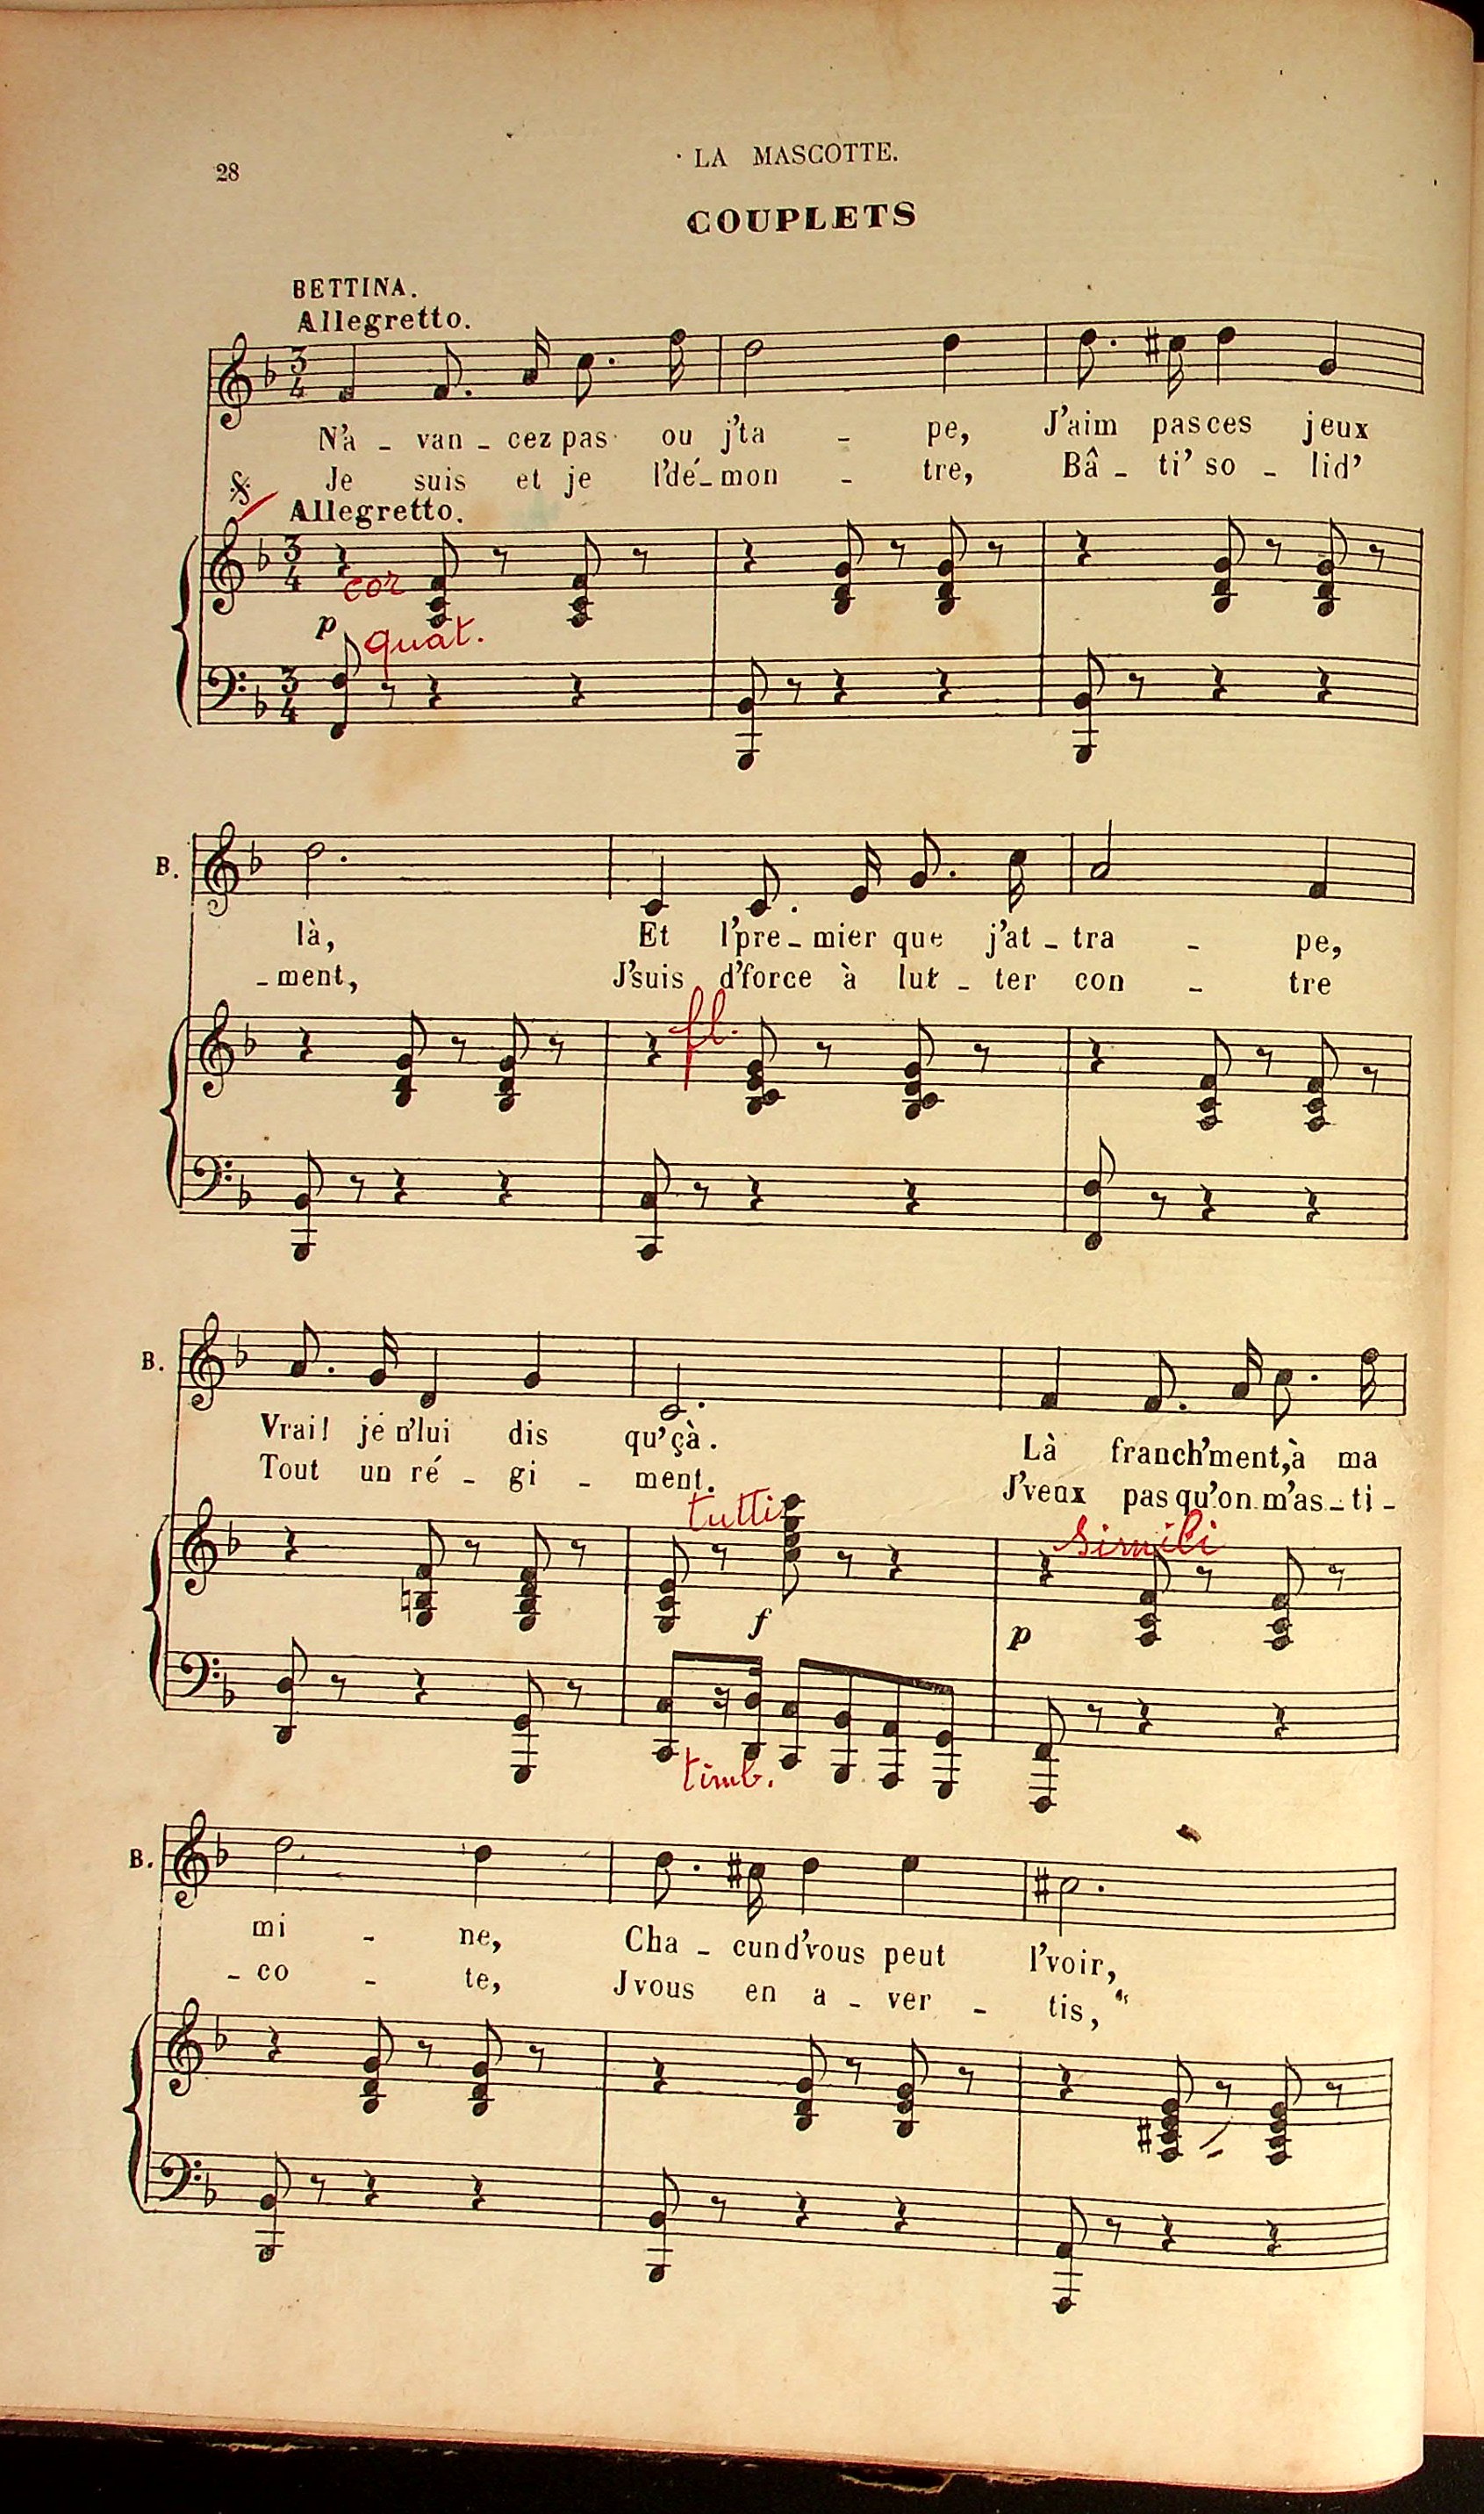 28
LA MASCOTTE.
COUPLETS
BETTINA.
Allegretto.
N'a - van - cez pas ou j'ta - pe, J'aim pas ces jeux
Je suis et je l'dé - mon - tre, Bâ - ti' so - lid'
Allegretto.
cor
p quat.
B.
là, Et l'pre - mier que j'at - tra - pe,
- ment, J'suis d'force à lut - ter con - tre
fl.
B.
Vrai! je n'lui dis qu'çà. Là franch'ment, à ma
Tout un ré - gi - ment. J'veux pas qu'on m'as - ti -
tutti simili
f p
timb.
B.
mi - ne, Cha - cun d'vous peut l'voir,
- co - te, J vous en a - ver - tis,